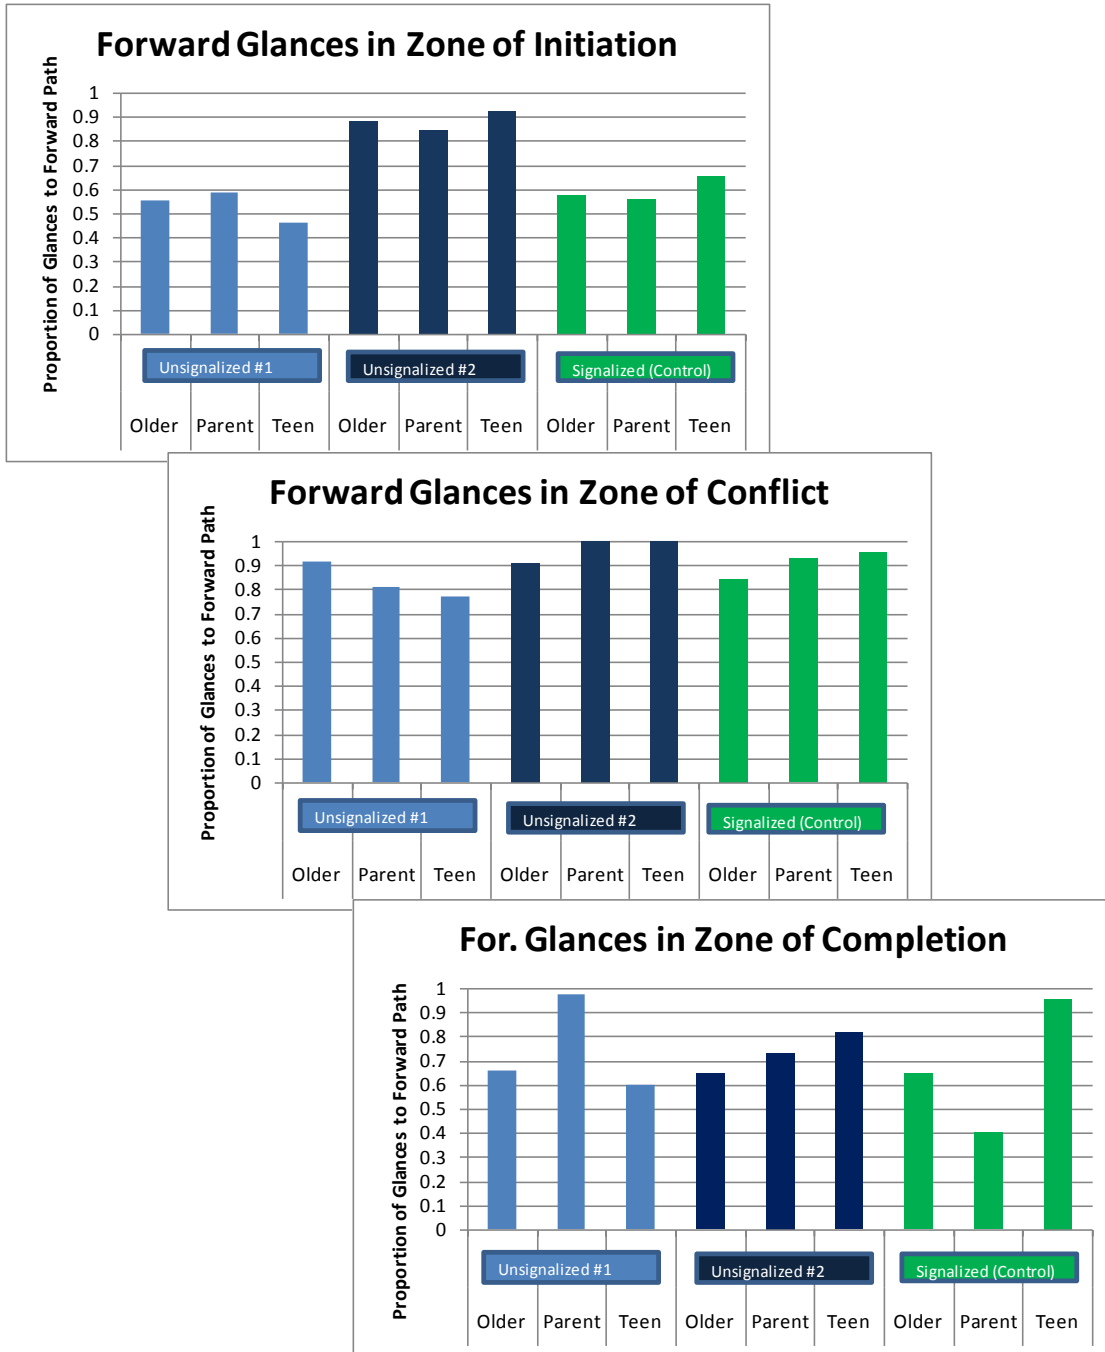 Forward Glances in Zone of Initiation
Proportion of Glances to Forward Path
1
0.9
0.8
0.7
0.6
0.5
0.4
0.3
0.2
0.1
0
Unsignalized #1 Unsignalized #2 Signalized (Control)
Older Parent Teen Older Parent Teen Older Parent Teen
Forward Glances in Zone of Conflict
Proportion of Glances to Forward Path
1
0.9
0.8
0.7
0.6
0.5
0.4
0.3
0.2
0.1
0
Unsignalized #1 Unsignalized #2 Signalized (Control)
Older Parent Teen Older Parent Teen Older Parent Teen
For. Glances in Zone of Completion
Proportion of Glances to Forward Path
1
0.9
0.8
0.7
0.6
0.5
0.4
0.3
0.2
0.1
0
Unsignalized #1 Unsignalized #2 Signalized (Control)
Older Parent Teen Older Parent Teen Older Parent Teen